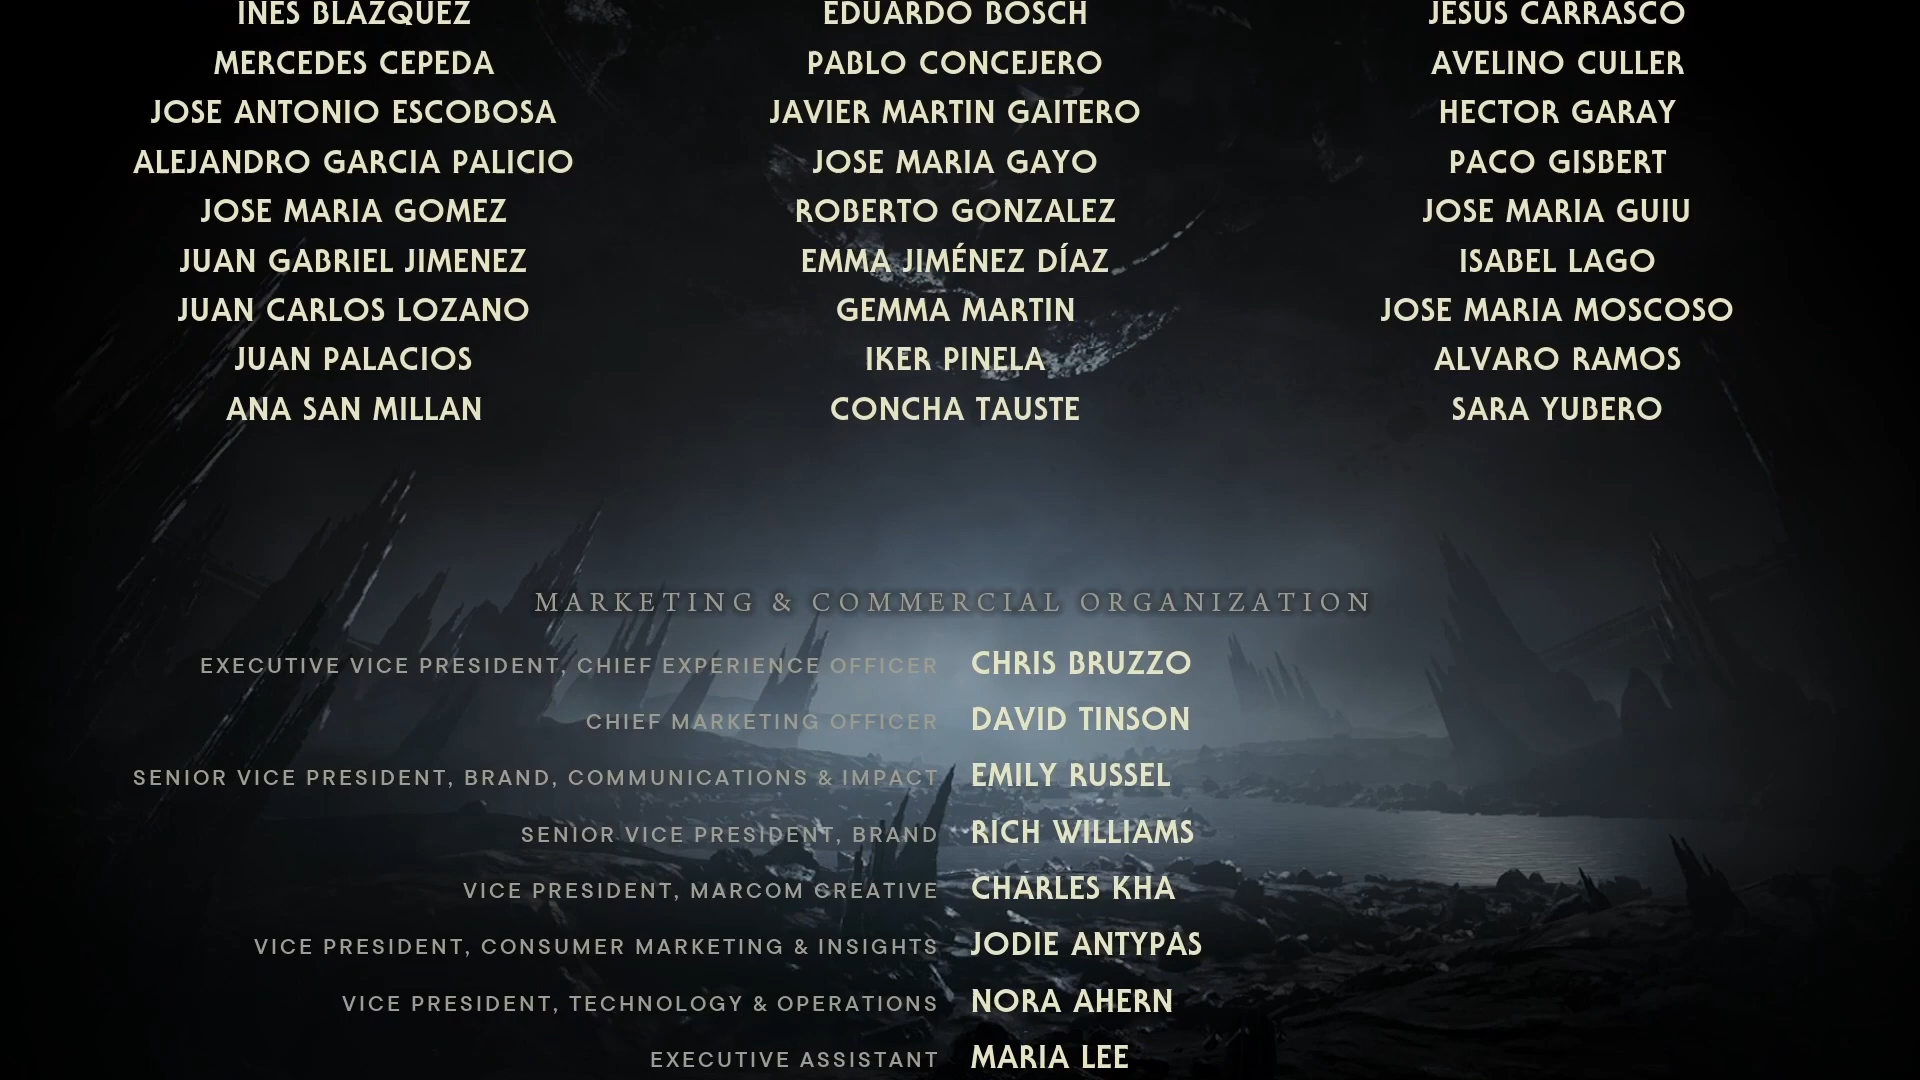 INES BLAZQUEZ EDUARDO BOSCH JESUS CARRASCO
MERCEDES CEPEDA PABLO CONCEJERO AVELINO CULLER
JOSE ANTONIO ESCOBOSA JAVIER MARTIN GAITERO HECTOR GARAY
ALEJANDRO GARCIA PALICIO JOSE MARIA GAYO PACO GISBERT
JOSE MARIA GOMEZ ROBERTO GONZALEZ JOSE MARIA GUIU
JUAN GABRIEL JIMENEZ EMMA JIMÉNEZ DÍAZ ISABEL LAGO
JUAN CARLOS LOZANO GEMMA MARTIN JOSE MARIA MOSCOSO
JUAN PALACIOS IKER PINELA ALVARO RAMOS
ANA SAN MILLAN CONCHA TAUSTE SARA YUBERO
MARKETING & COMMERCIAL ORGANIZATION
EXECUTIVE VICE PRESIDENT, CHIEF EXPERIENCE OFFICER CHRIS BRUZZO
CHIEF MARKETING OFFICER DAVID TINSON
SENIOR VICE PRESIDENT, BRAND, COMMUNICATIONS & IMPACT EMILY RUSSEL
SENIOR VICE PRESIDENT, BRAND RICH WILLIAMS
VICE PRESIDENT, MARCOM CREATIVE CHARLES KHA
VICE PRESIDENT, CONSUMER MARKETING & INSIGHTS JODIE ANTYPAS
VICE PRESIDENT, TECHNOLOGY & OPERATIONS NORA AHERN
EXECUTIVE ASSISTANT MARIA LEE